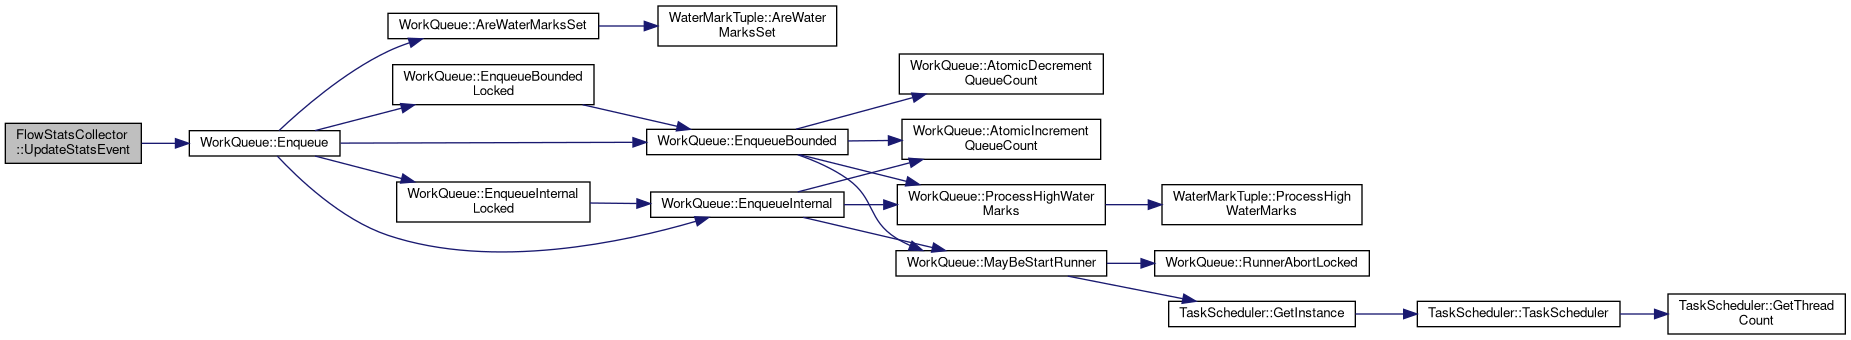 FlowStatsCollector
::UpdateStatsEvent
WorkQueue::Enqueue
WorkQueue::AreWaterMarksSet
WaterMarkTuple::AreWater
MarksSet
WorkQueue::EnqueueBounded
Locked
WorkQueue::EnqueueBounded
WorkQueue::EnqueueInternal
Locked
WorkQueue::EnqueueInternal
WorkQueue::AtomicDecrement
QueueCount
WorkQueue::AtomicIncrement
QueueCount
WorkQueue::ProcessHighWater
Marks
WaterMarkTuple::ProcessHigh
WaterMarks
WorkQueue::MayBeStartRunner
WorkQueue::RunnerAbortLocked
TaskScheduler::GetInstance
TaskScheduler::TaskScheduler
TaskScheduler::GetThread
Count